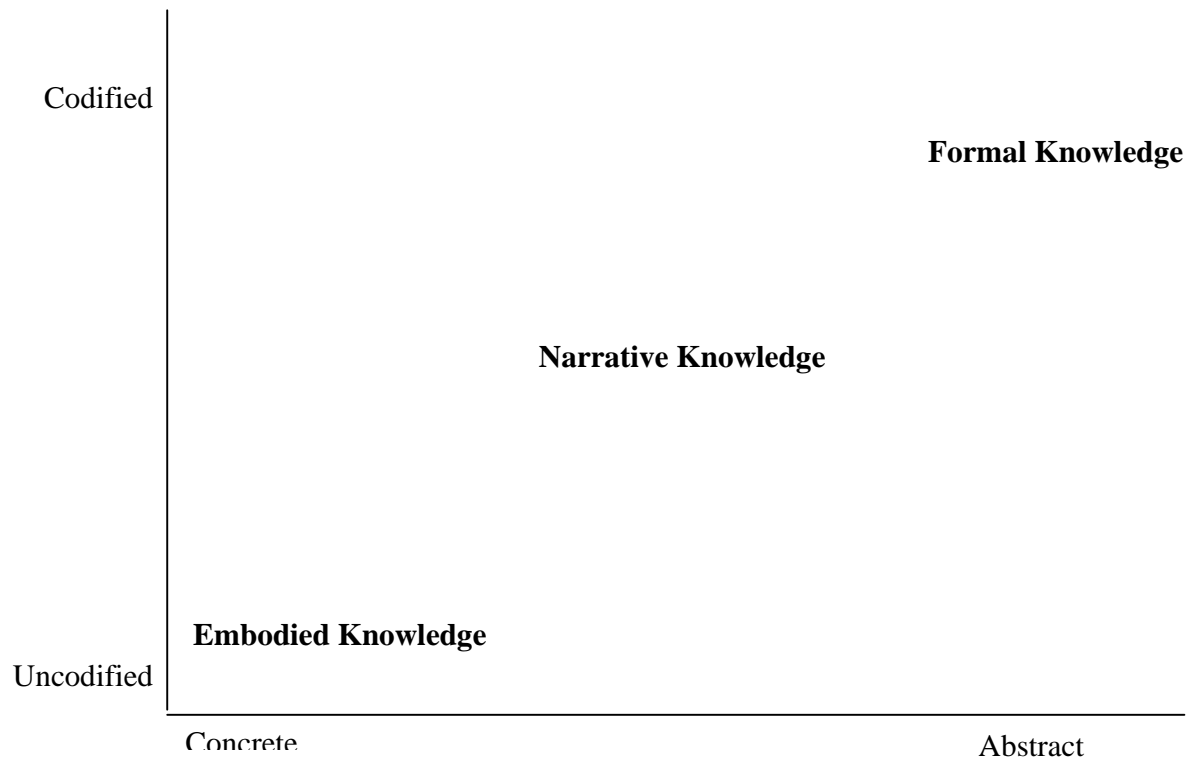 Codified
Formal Knowledge
Narrative Knowledge
Embodied Knowledge
Uncodified
Concrete
Abstract